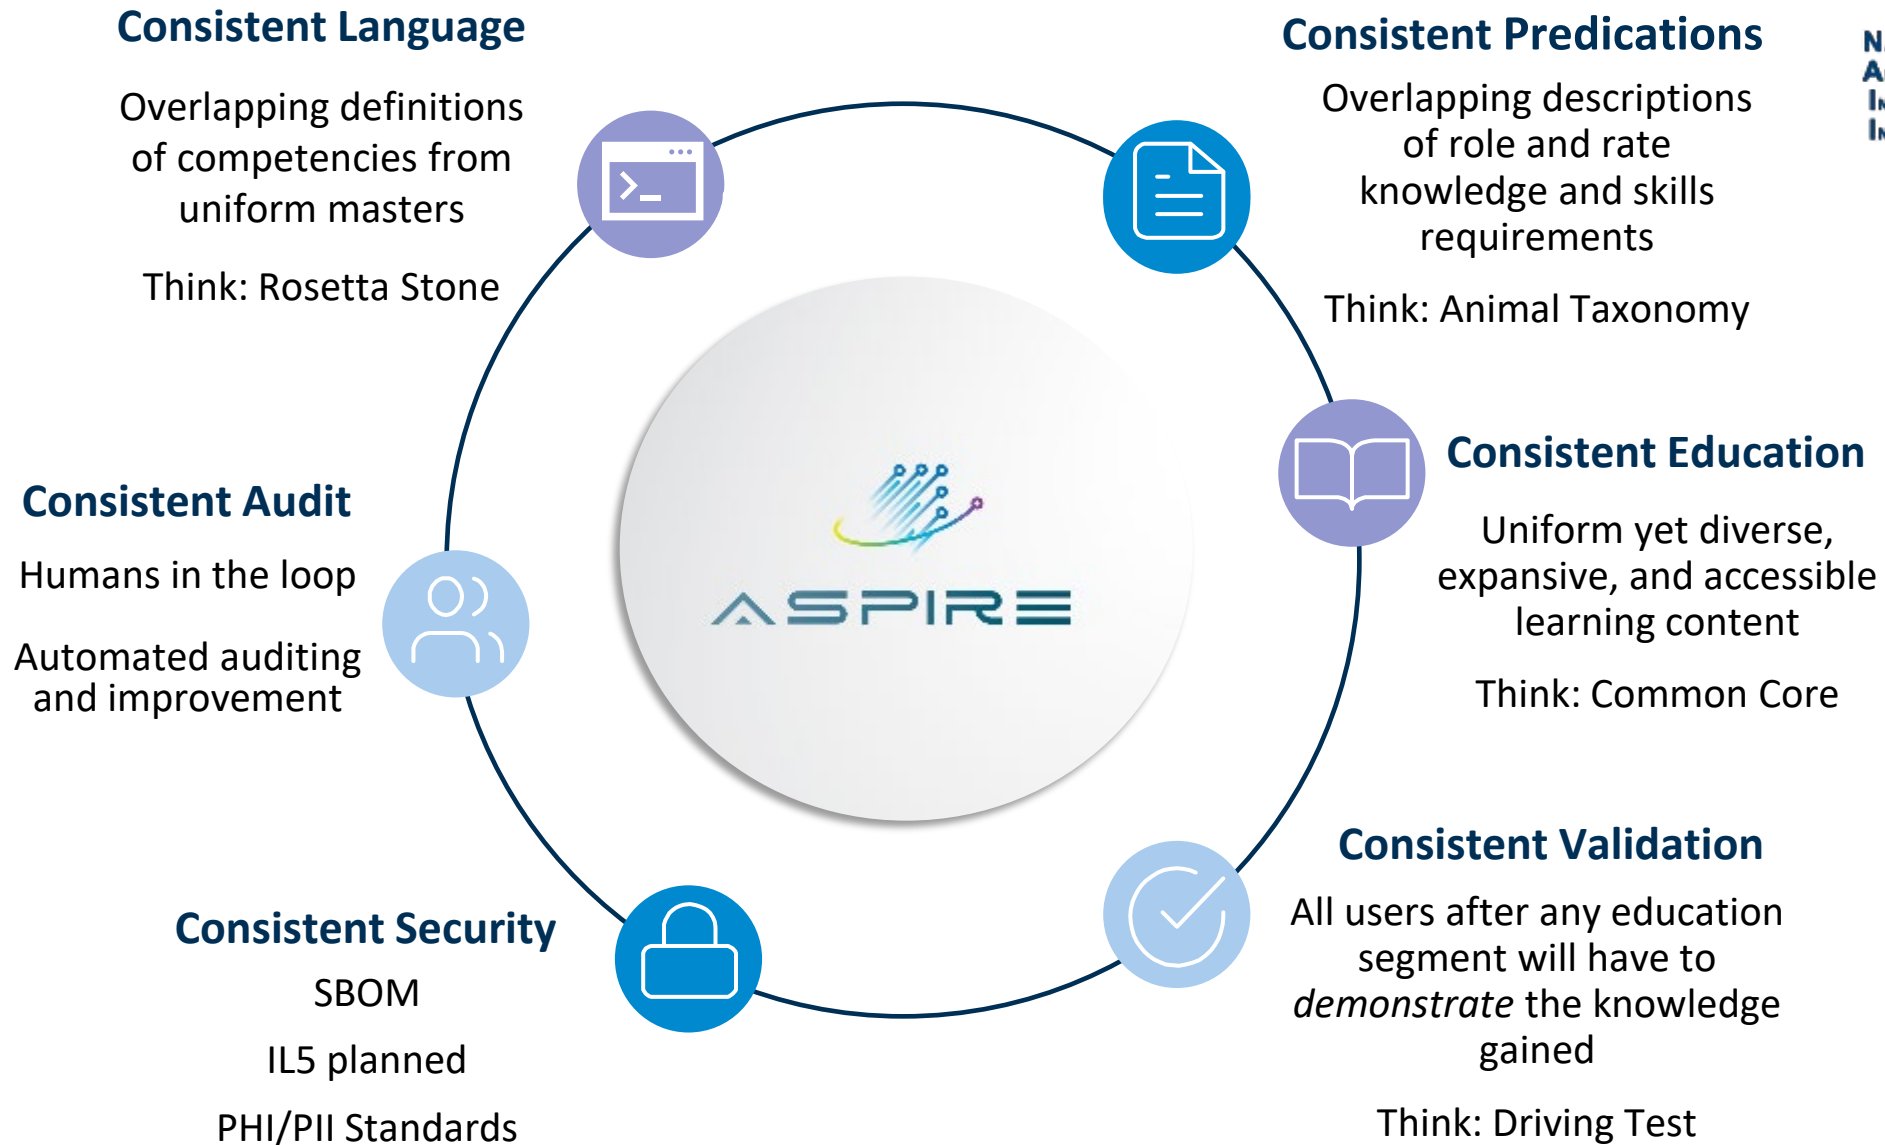 Consistent Language
Overlapping definitions
of competencies from
uniform masters
Think: Rosetta Stone
Consistent Predications
Overlapping descriptions
of role and rate
knowledge and skills
requirements
Think: Animal Taxonomy
Consistent Education
Uniform yet diverse,
expansive, and accessible
learning content
Think: Common Core
Consistent Validation
All users after any education
segment will have to
demonstrate the knowledge
gained
Think: Driving Test
Consistent Security
SBOM
IL5 planned
PHI/PII Standards
Consistent Audit
Humans in the loop
Automated auditing
and improvement
ASPIRE